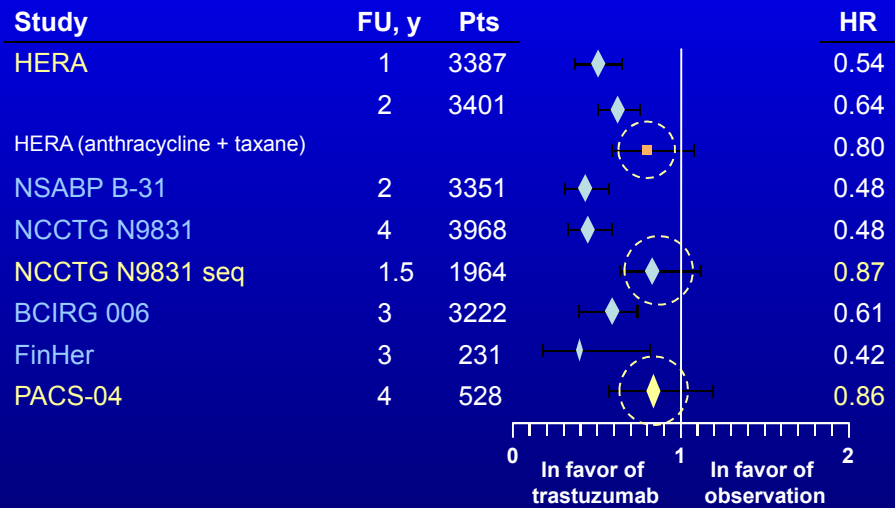 Study FU, y Pts HR
HERA 1 3387 0.54
2 3401 0.64
HERA (anthracycline + taxane) 0.80
NSABP B-31 2 3351 0.48
NCCTG N9831 4 3968 0.48
NCCTG N9831 seq 1.5 1964 0.87
BCIRG 006 3 3222 0.61
FinHer 3 231 0.42
PACS-04 4 528 0.86
0 1 2
In favor of In favor of
trastuzumab observation